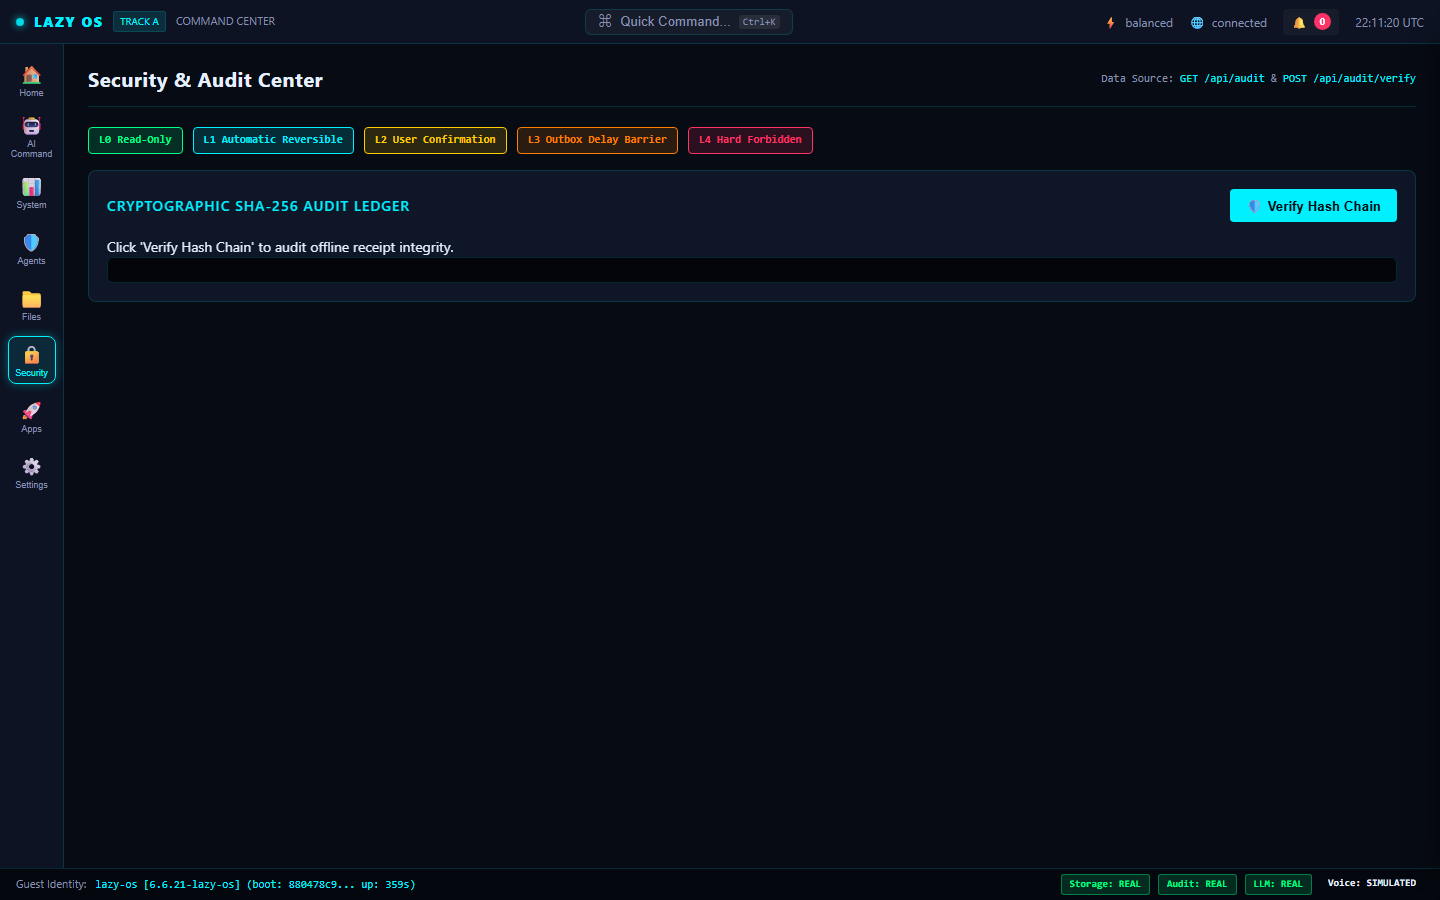 LAZY OS TRACK A COMMAND CENTER ⌘ Quick Command... Ctrl+K balanced connected 0 22:11:20 UTC
Home
AI
Command
System
Agents
Files
Security
Apps
Settings
Security & Audit Center
Data Source: GET /api/audit & POST /api/audit/verify
L0 Read-Only L1 Automatic Reversible L2 User Confirmation L3 Outbox Delay Barrier L4 Hard Forbidden
CRYPTOGRAPHIC SHA-256 AUDIT LEDGER
Verify Hash Chain
Click 'Verify Hash Chain' to audit offline receipt integrity.
Guest Identity: lazy-os [6.6.21-lazy-os] (boot: 880478c9... up: 359s)
Storage: REAL Audit: REAL LLM: REAL Voice: SIMULATED